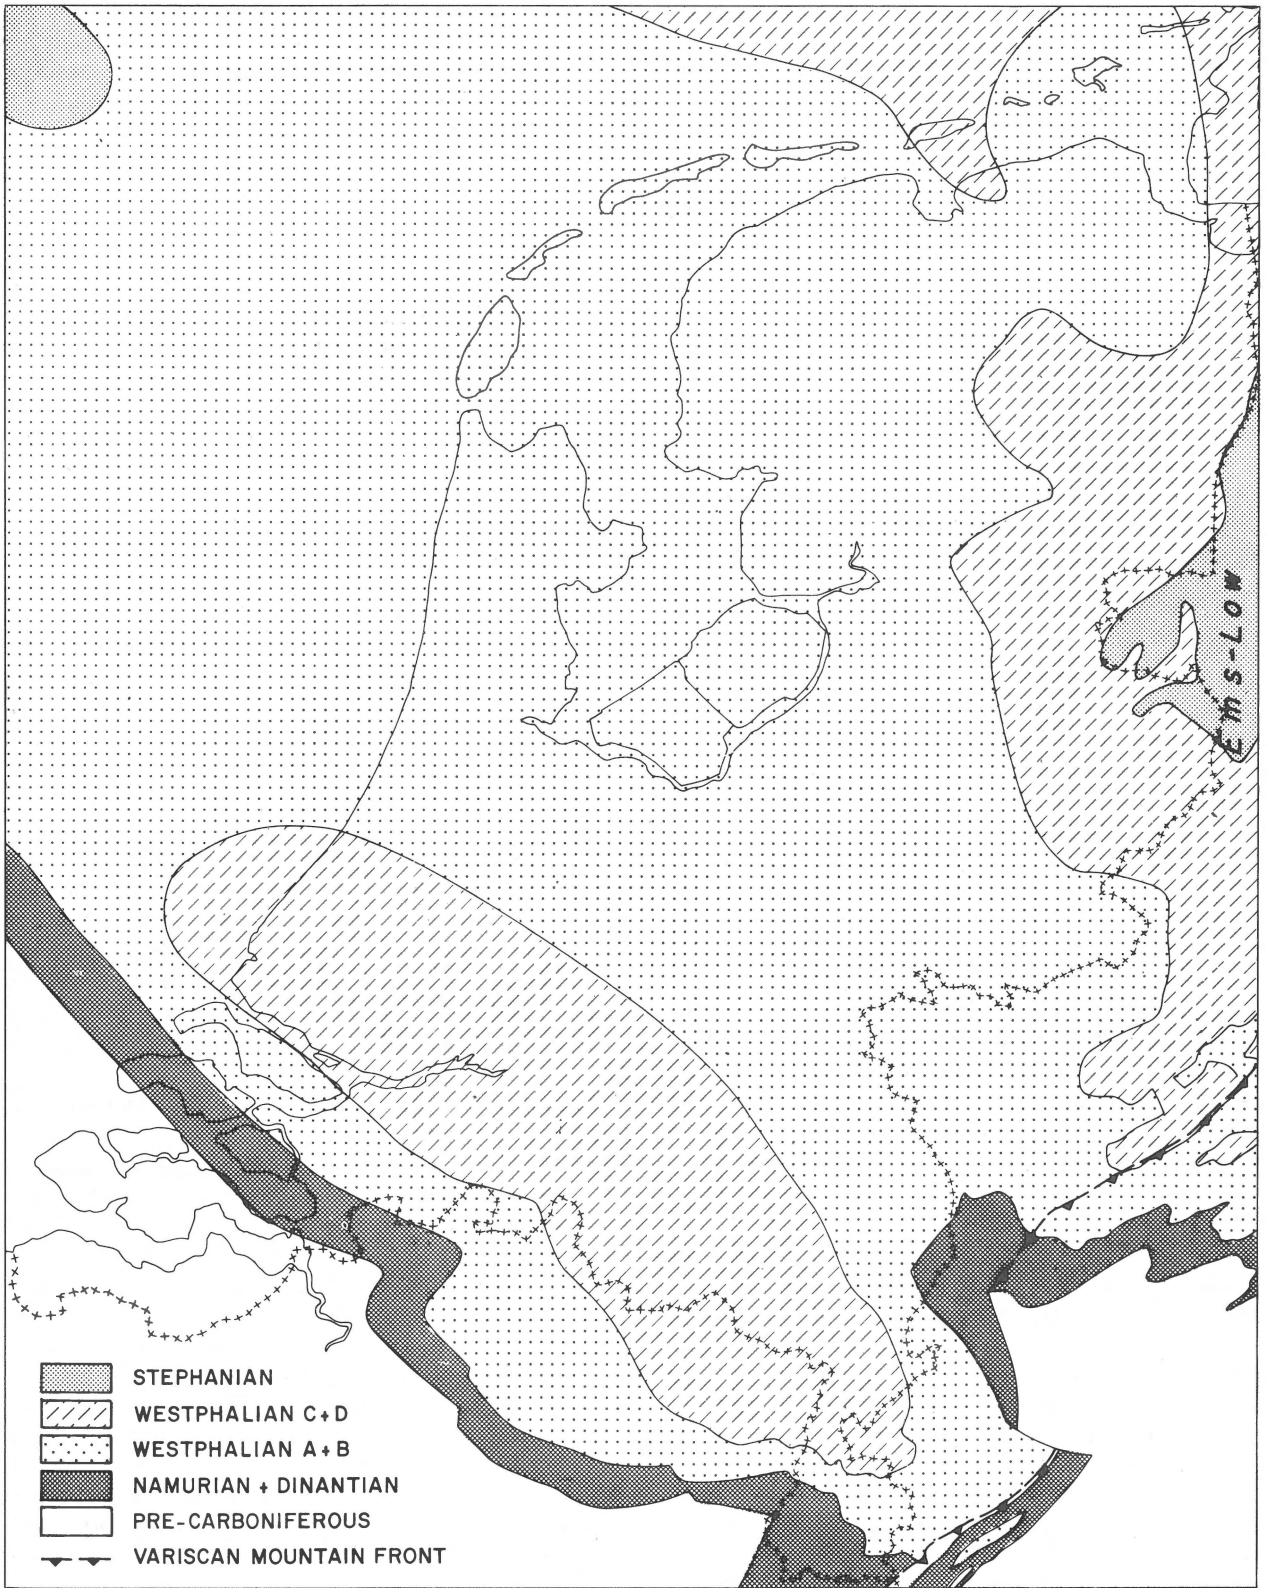 EMS-LOW
STEPHANIAN
WESTPHALIAN C+D
WESTPHALIAN A+B
NAMURIAN + DINANTIAN
PRE-CARBONIFEROUS
VARISCAN MOUNTAIN FRONT